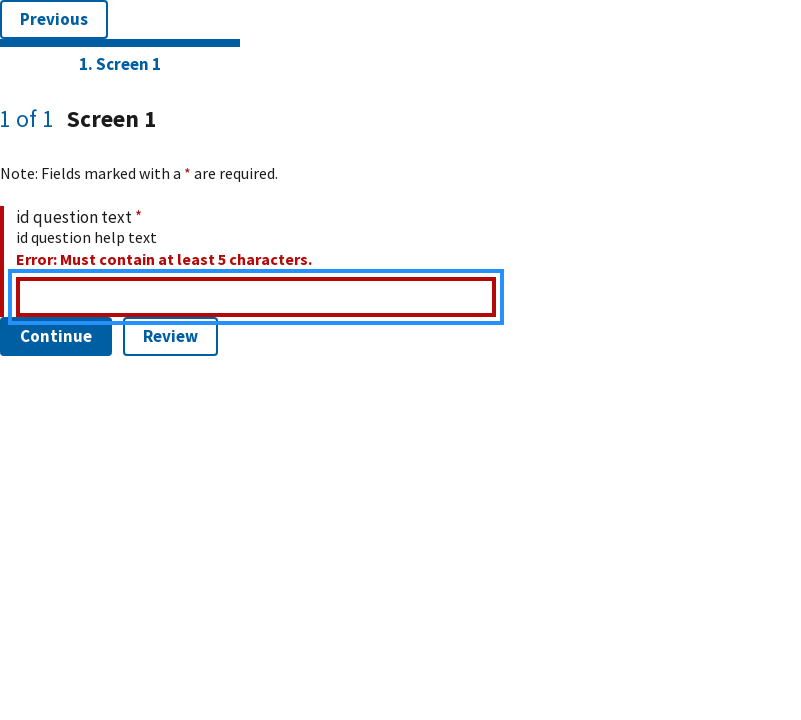 Previous
1. Screen 1
1 of 1 Screen 1
Note: Fields marked with a * are required.
id question text *
id question help text
Error: Must contain at least 5 characters.
Continue Review